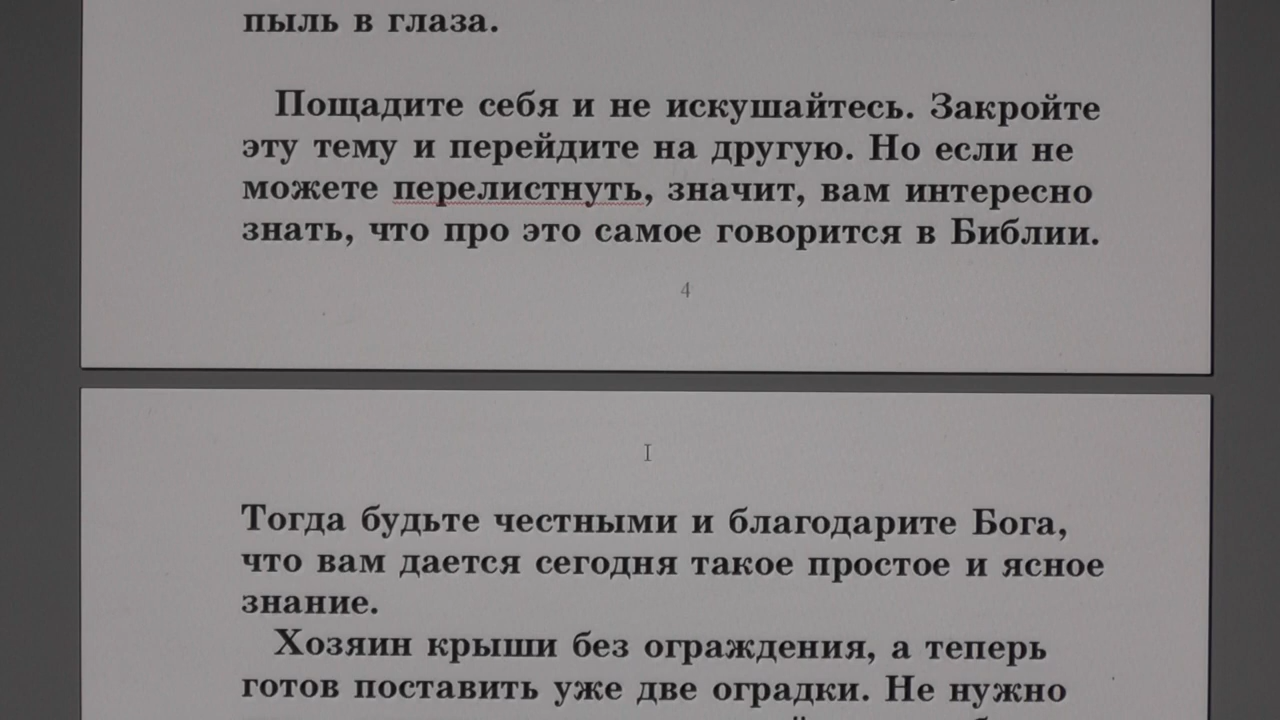 пыль в глаза.
Пощадите себя и не искушайтесь. Закройте
эту тему и перейдите на другую. Но если не
можете перелистнуть, значит, вам интересно
знать, что про это самое говорится в Библии.
4
Тогда будьте честными и благодарите Бога,
что вам дается сегодня такое простое и ясное
знание.
Хозяин крыши без ограждения, а теперь
готов поставить уже две оградки. Не нужно